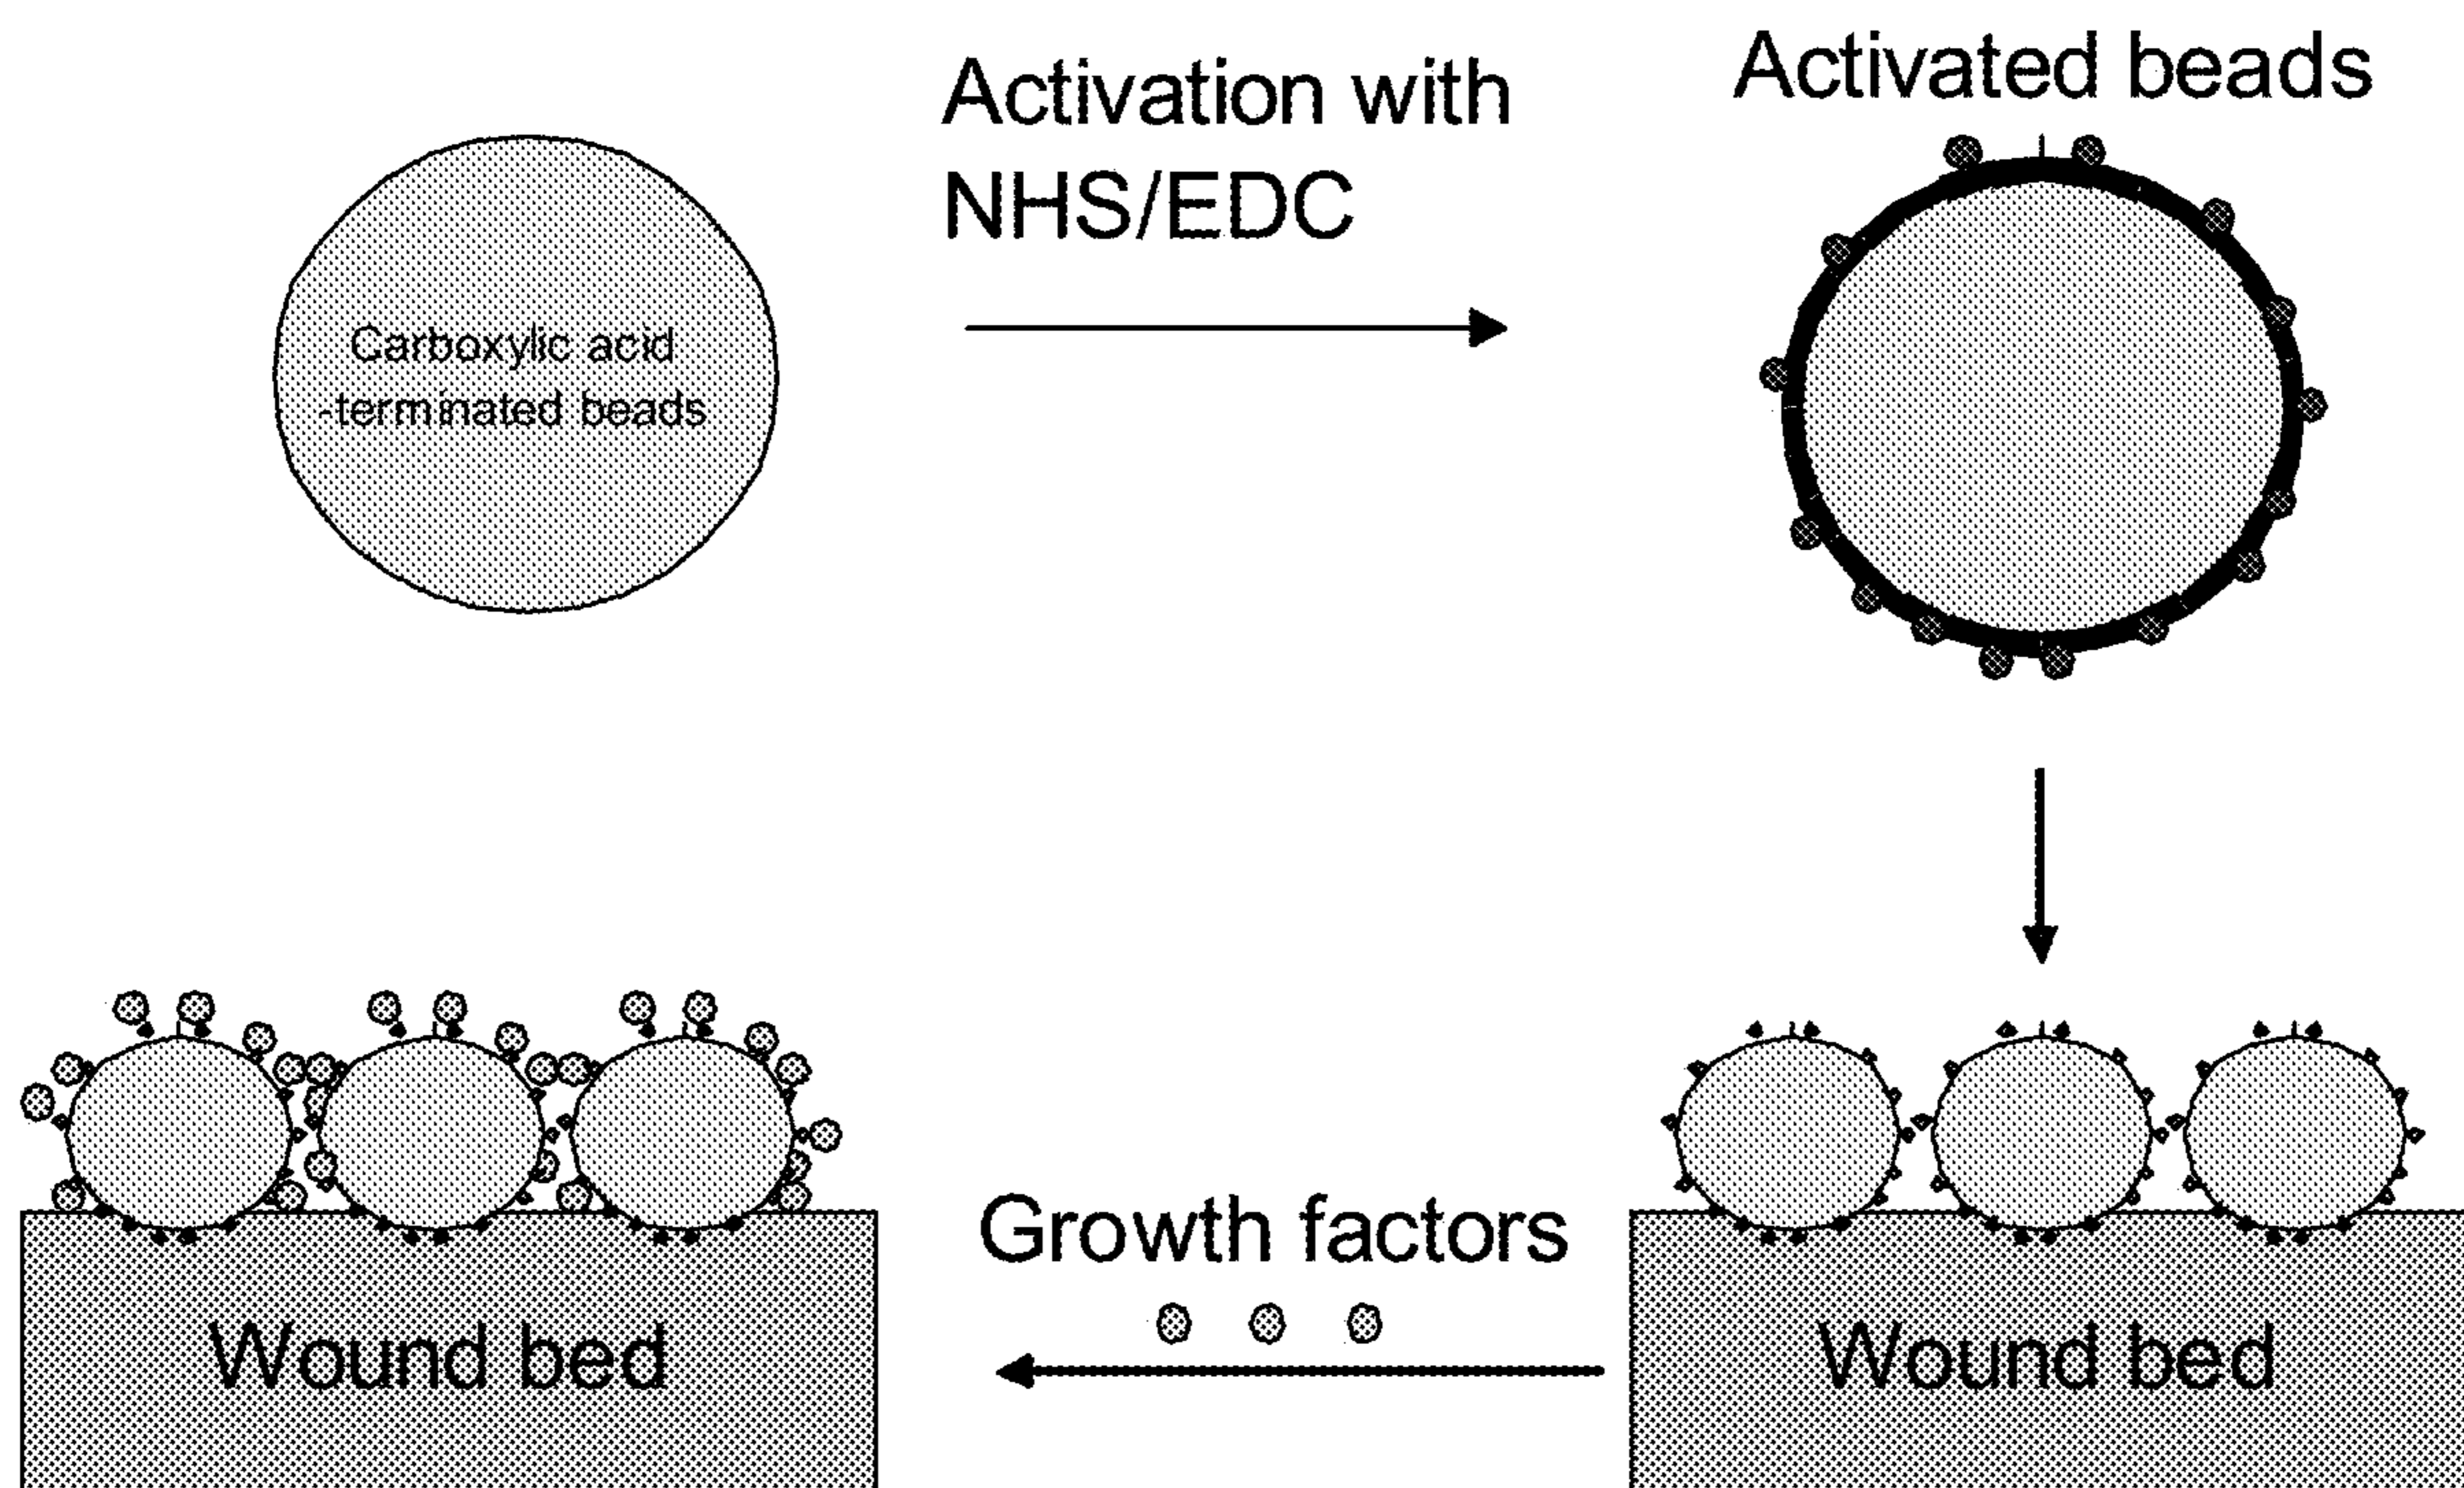 Activation with
NHS/EDC
Activated beads
Carboxylic acid
-terminated beads
Growth factors
Wound bed
Wound bed